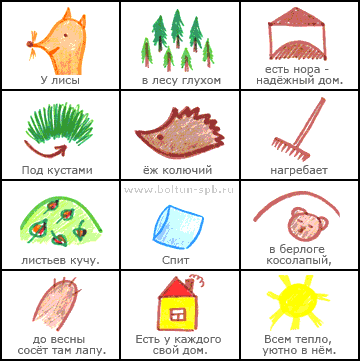 У лисы
в лесу глухом
есть нора -
надёжный дом.
Под кустами
ёж колючий
нагребает
www.boltun-spb.ru
листьев кучу.
Спит
в берлоге
косолапый,
до весны
сосёт там лапу.
Есть у каждого
свой дом.
Всем тепло,
уютно в нём.